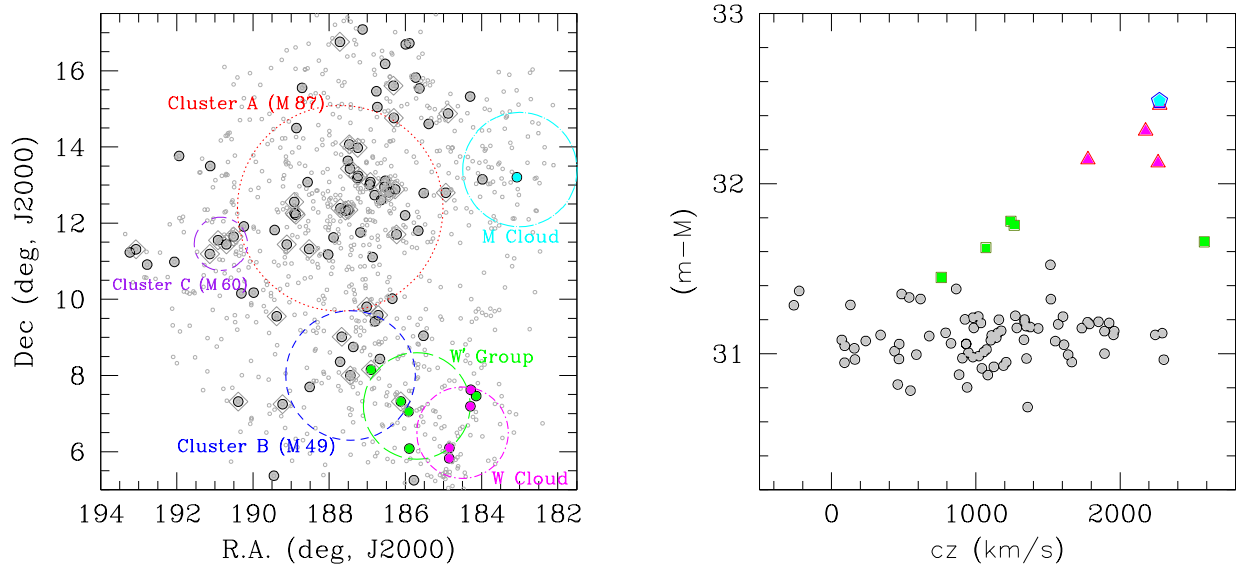 33
16
Cluster A (M 87)
14
32
12
M Cloud
Cluster C (M 60)
10
31
W' Group
8
Cluster B (M 49)
6
W Cloud
194 192 190 188 186 184 182
0 1000 2000
R.A. (deg, J2000)
cz (km/s)
Dec (deg, J2000)
(m-M)